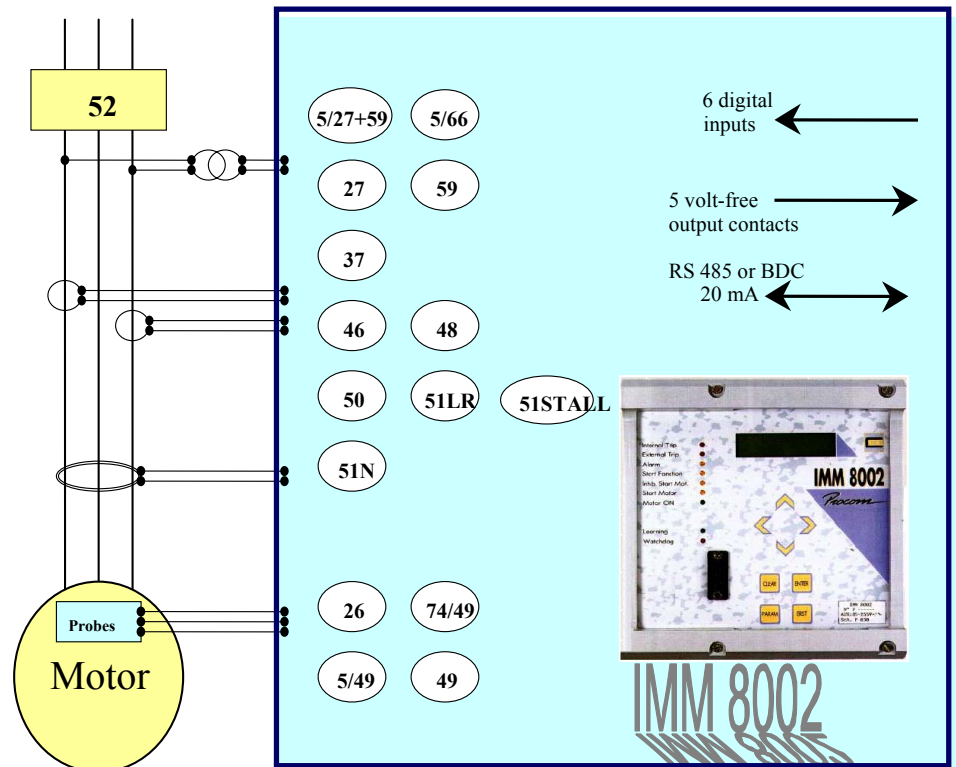 52
5/27+59
5/66
6 digital
inputs
27
59
5 volt-free
output contacts
37
RS 485 or BDC
20 mA
46
48
50
51LR
51STALL
51N
Internal Trip
External Trip
Alarm
Start Function
Inhib. Start Mot.
Start Motor
Motor ON
Learning
Watchdog
IMM 8002
Procom
CLEAR
ENTER
PARAM
IMM 8002
26
74/49
Probes
Motor
5/49
49
IMM 8002